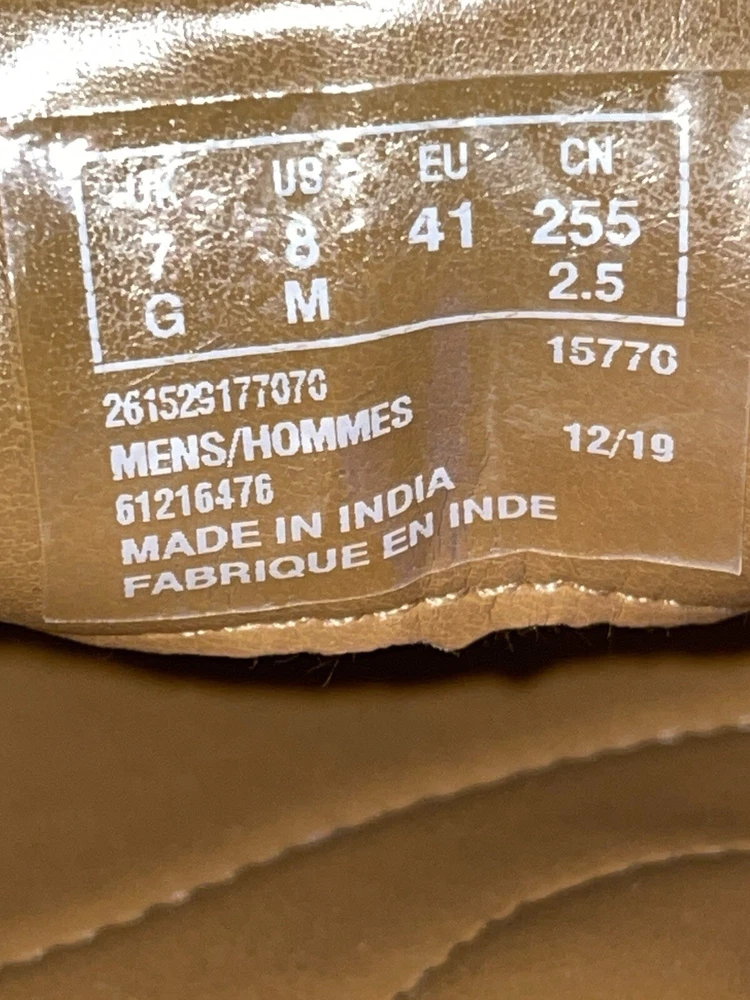 UK US EU CN
7 8 41 255
G M 2.5
15770
261529177070
MENS/HOMMES
12/19
61216476
MADE IN INDIA
FABRIQUE EN INDE